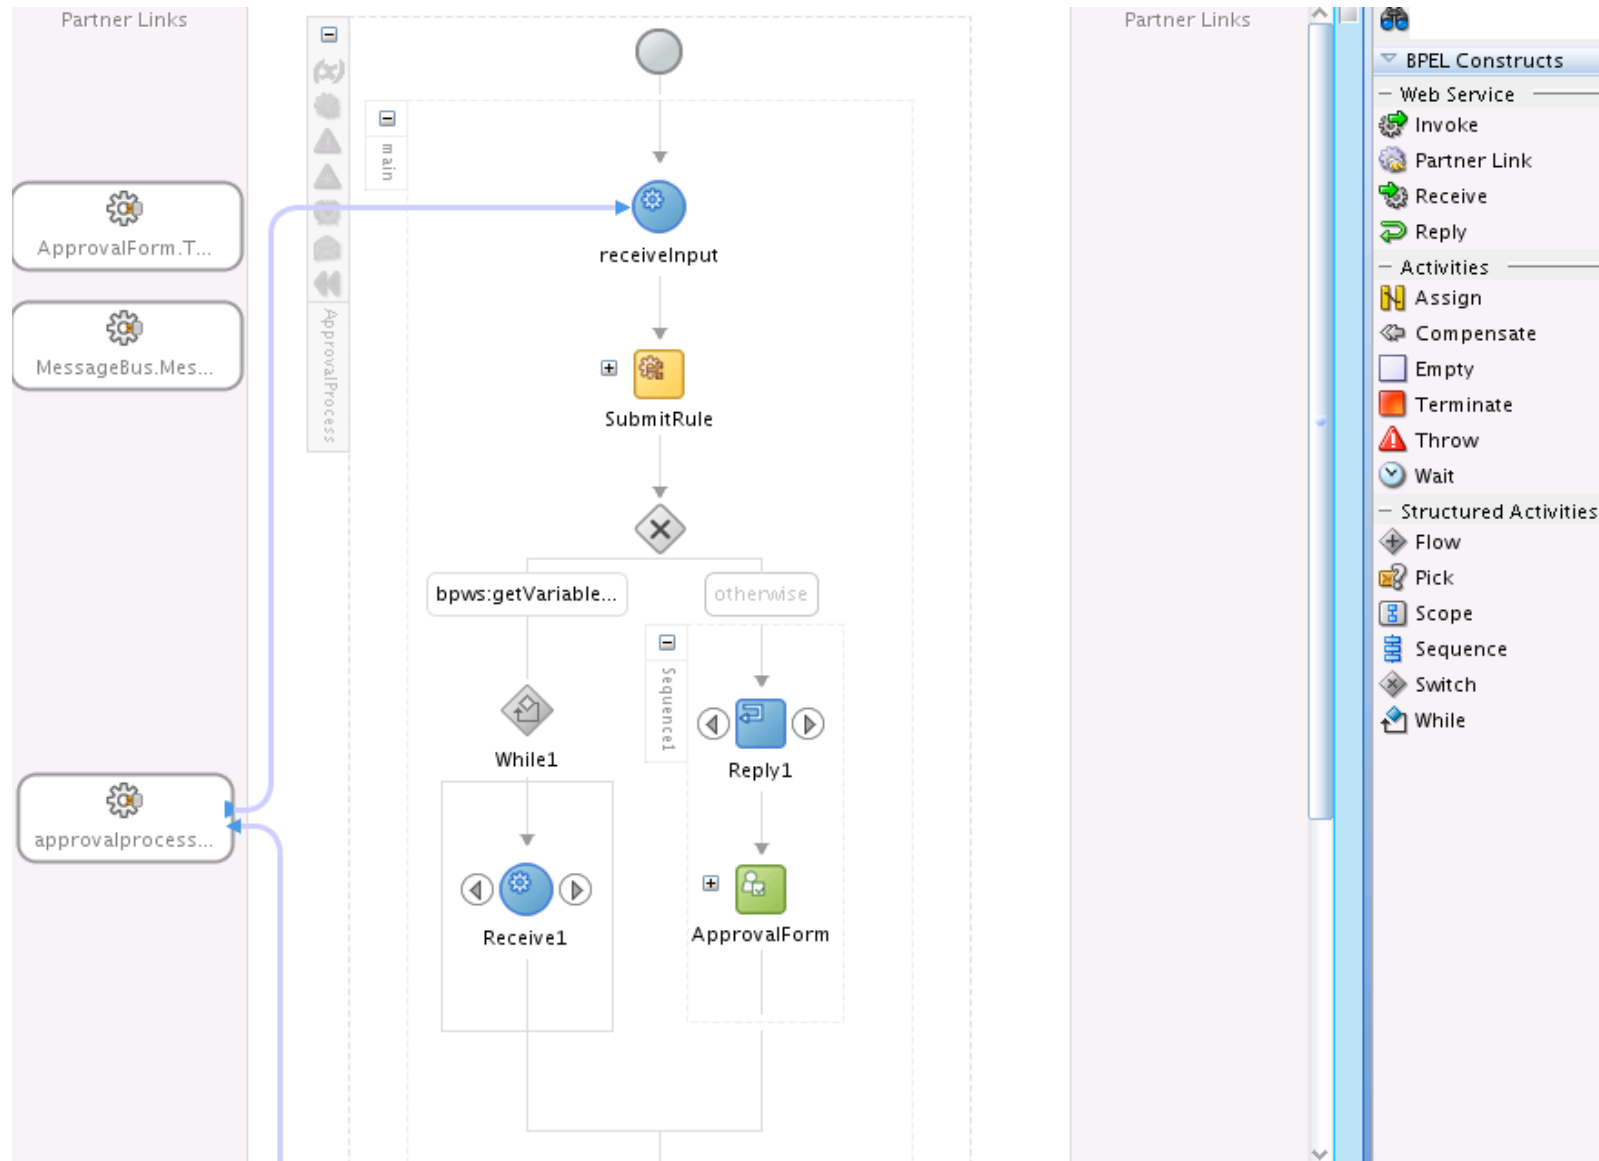 Partner Links
ApprovalForm.T...
MessageBus.Mes...
approvalprocess...
ApprovalProcess
main
receiveInput
SubmitRule
bpws:getVariable...
otherwise
While1
Receive1
Sequence1
Reply1
ApprovalForm
Partner Links
BPEL Constructs
Web Service
Invoke
Partner Link
Receive
Reply
Activities
Assign
Compensate
Empty
Terminate
Throw
Wait
Structured Activities
Flow
Pick
Scope
Sequence
Switch
While